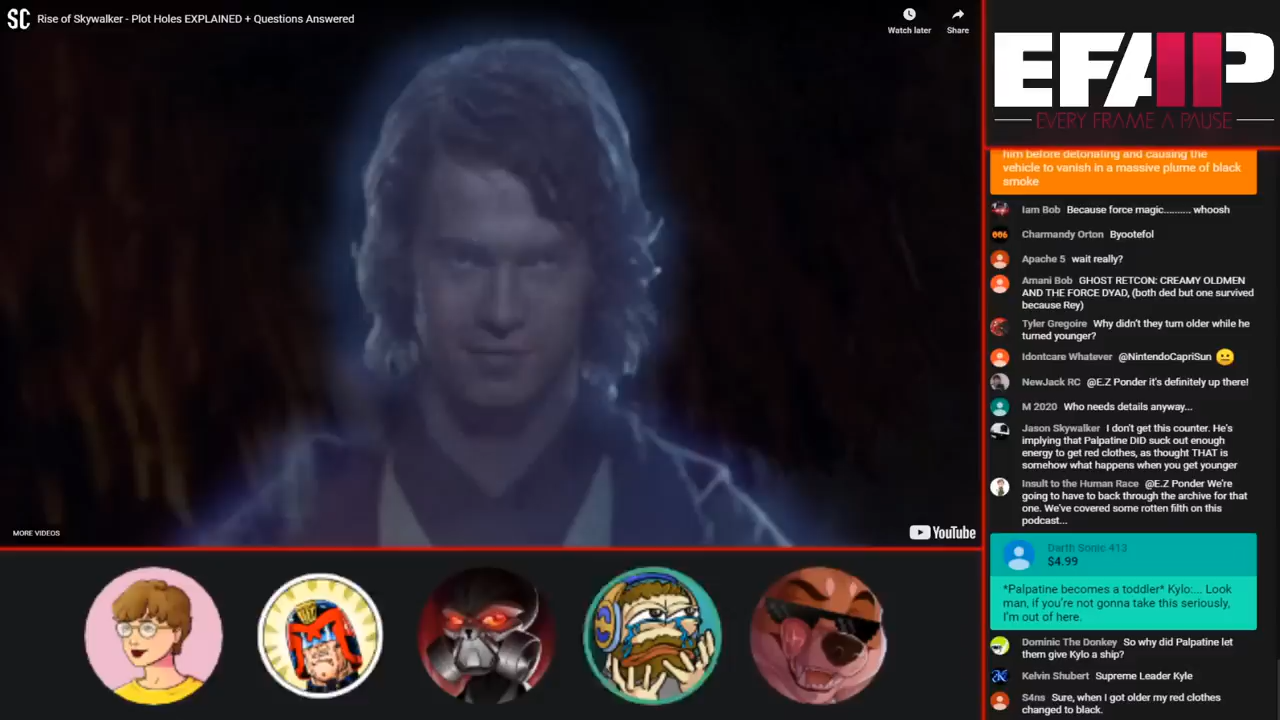 SC Rise of Skywalker - Plot Holes EXPLAINED + Questions Answered
Watch later
Share
MORE VIDEOS
YouTube
EFAP
EVERY FRAME A PAUSE
him before detonating and causing the
vehicle to vanish in a massive plume of black
smoke
Iam Bob Because force magic.......... whoosh
Charmandy Orton Byootefol
Apache 5 wait really?
Amani Bob GHOST RETCON: CREAMY OLDMEN
AND THE FORCE DYAD, (both ded but one survived
because Rey)
Tyler Gregoire Why didn't they turn older while he
turned younger?
Idontcare Whatever @NintendoCapriSun
NewJack RC @E.Z Ponder it's definitely up there!
M 2020 Who needs details anyway...
Jason Skywalker I don't get this counter. He's
implying that Palpatine DID suck out enough
energy to get red clothes, as thought THAT is
somehow what happens when you get younger
Insult to the Human Race @E.Z Ponder We're
going to have to back through the archive for that
one. We've covered some rotten filth on this
podcast...
Darth Sonic 413
$4.99
*Palpatine becomes a toddler* Kylo:... Look
man, if you're not gonna take this seriously,
I'm out of here.
Dominic The Donkey So why did Palpatine let
them give Kylo a ship?
Kelvin Shubert Supreme Leader Kyle
S4ns Sure, when I got older my red clothes
changed to black.